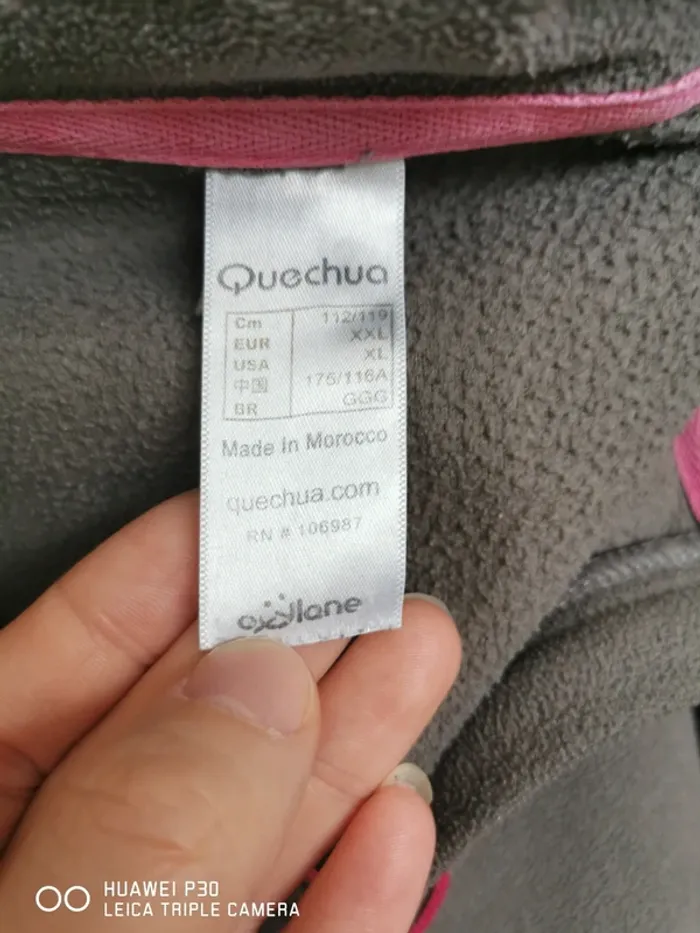 Quechua
Cm 112/119
EUR XXL
USA XL
中国 175/116A
BR GGG
Made In Morocco
quechua.com
RN # 106987
oxylane
HUAWEI P30
LEICA TRIPLE CAMERA